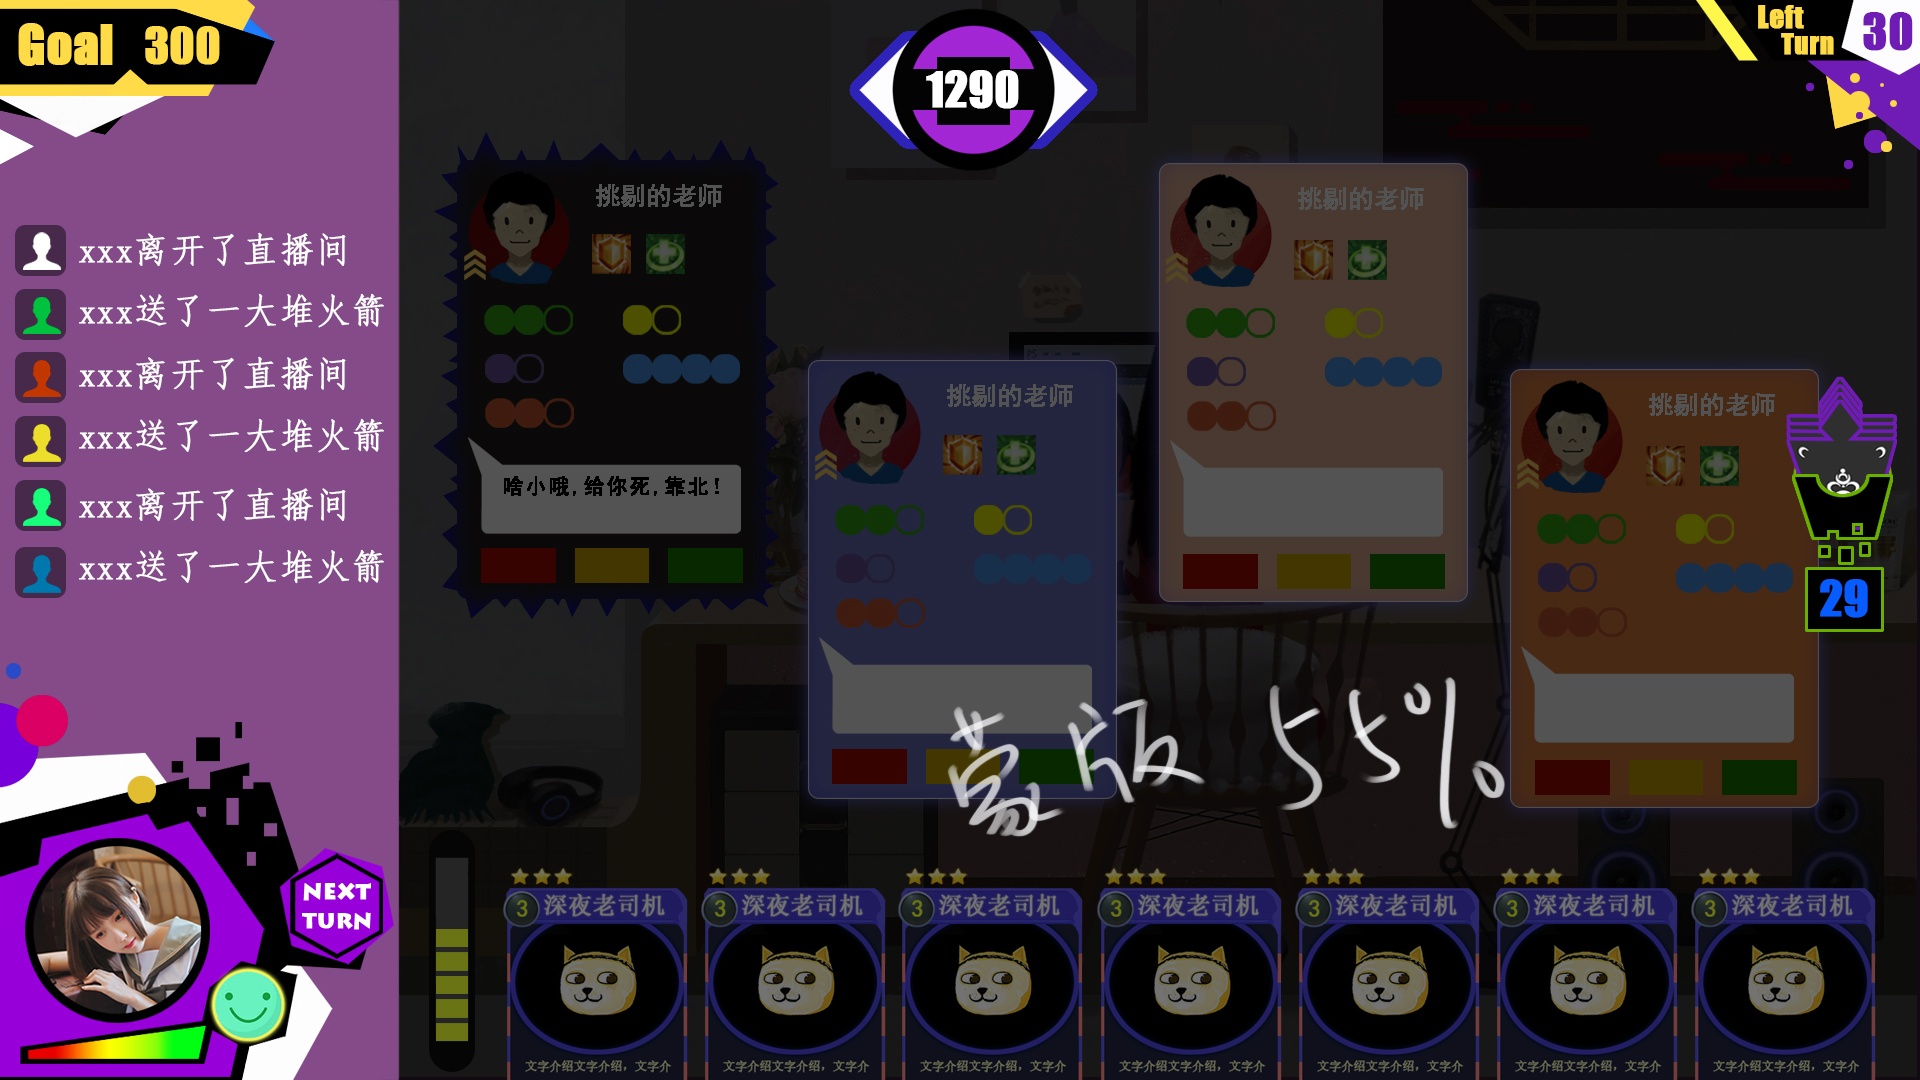 Goal 300
1290
Left
Turn
30
xxx离开了直播间
xxx送了一大堆火箭
xxx离开了直播间
xxx送了一大堆火箭
xxx离开了直播间
xxx送了一大堆火箭
挑剔的老师
啥小哦,给你死,靠北!
挑剔的老师
挑剔的老师
挑剔的老师
29
蒙版 55%
NEXT
TURN
3 深夜老司机
文字介绍文字介绍，文字介
3 深夜老司机
文字介绍文字介绍，文字介
3 深夜老司机
文字介绍文字介绍，文字介
3 深夜老司机
文字介绍文字介绍，文字介
3 深夜老司机
文字介绍文字介绍，文字介
3 深夜老司机
文字介绍文字介绍，文字介
3 深夜老司机
文字介绍文字介绍，文字介